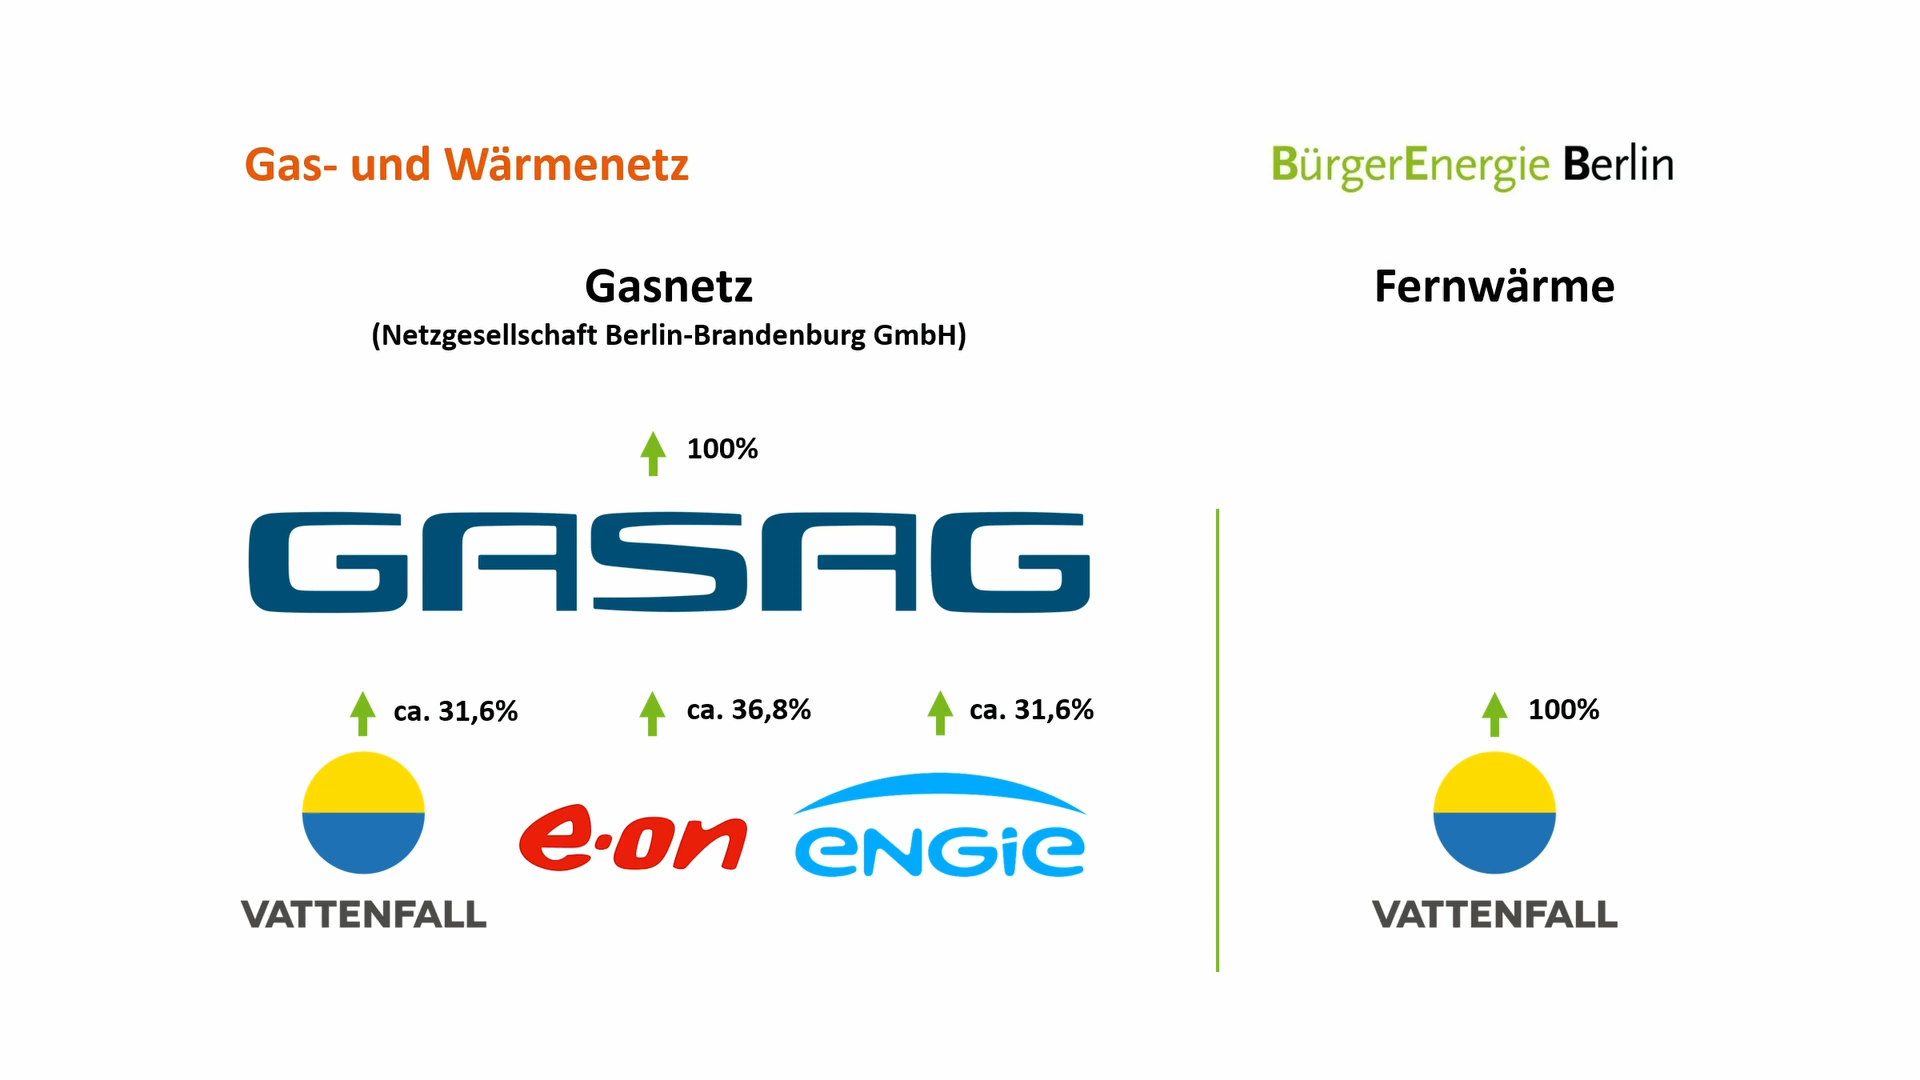 Gas- und Wärmenetz
BürgerEnergie Berlin
Gasnetz
(Netzgesellschaft Berlin-Brandenburg GmbH)
Fernwärme
100%
GASAG
ca. 31,6%
ca. 36,8%
ca. 31,6%
100%
VATTENFALL
e·on
ENGiE
VATTENFALL